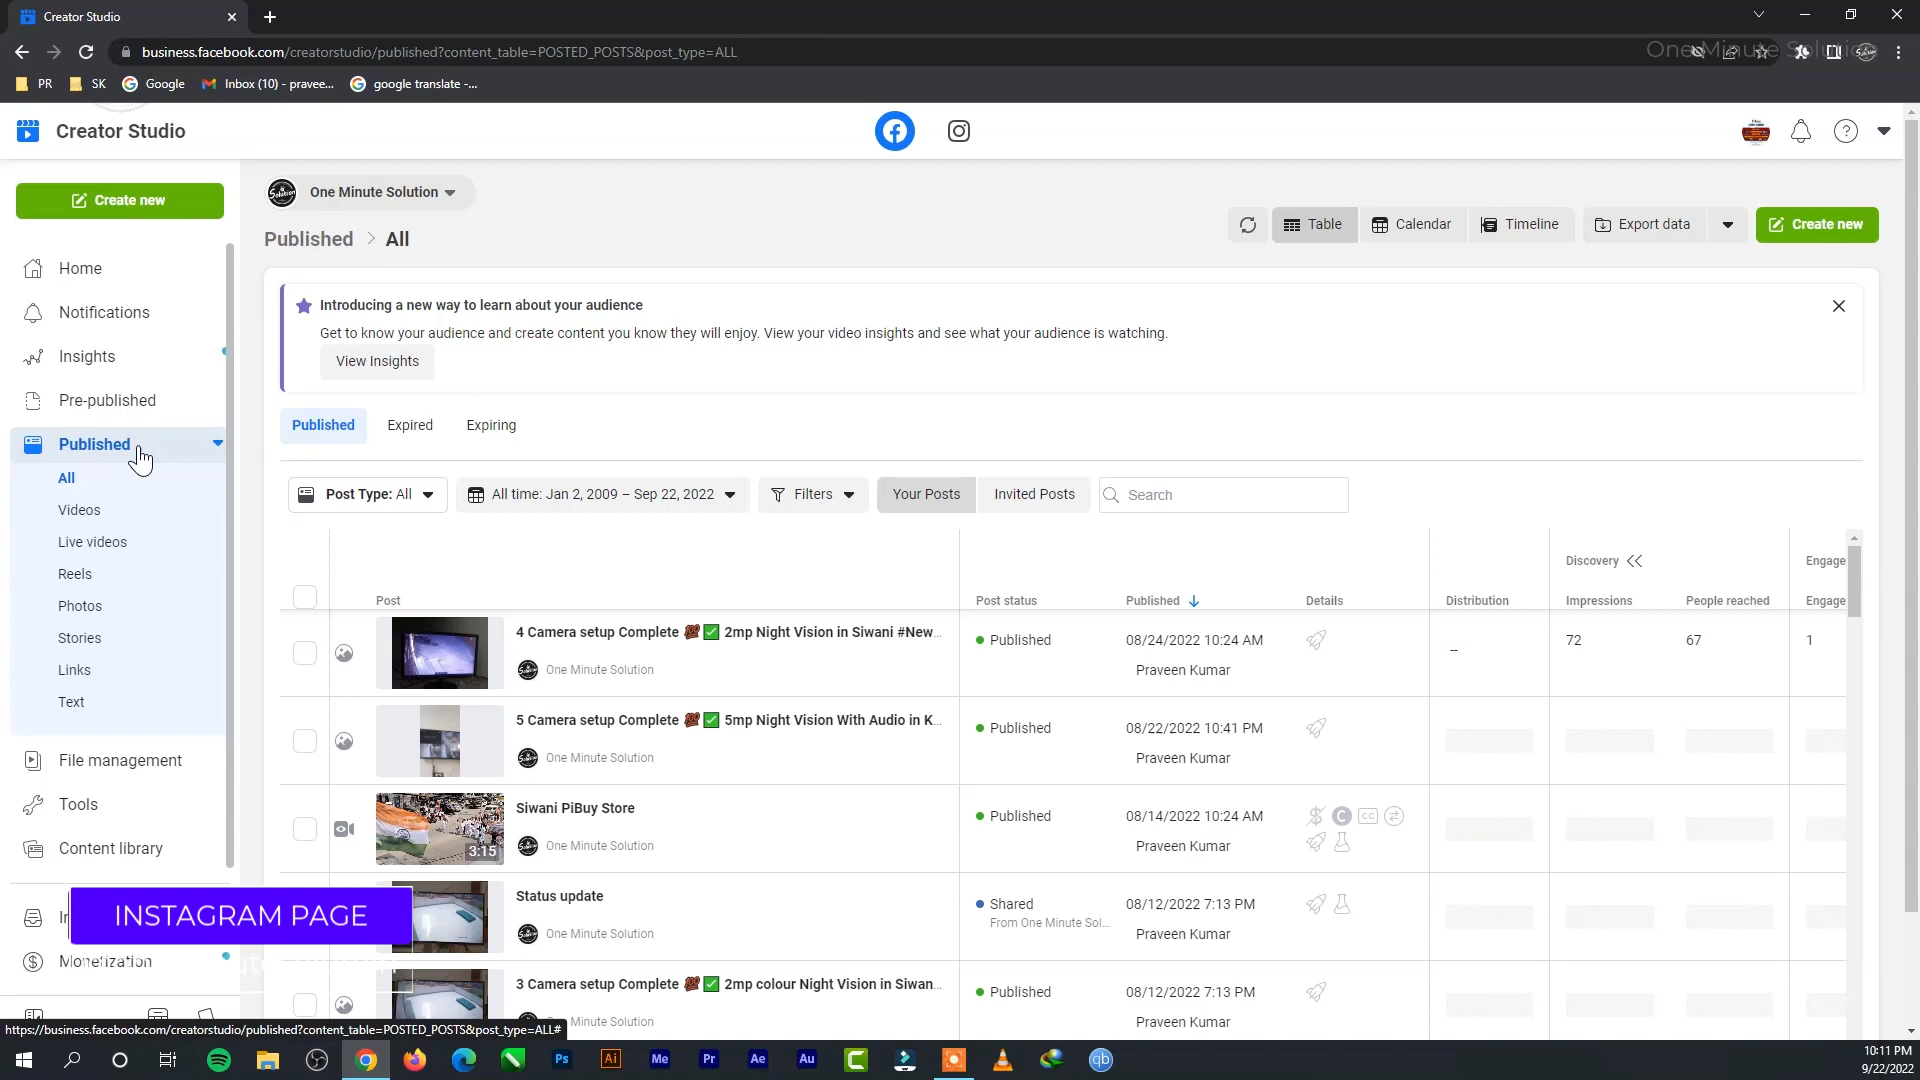 Creator Studio
business.facebook.com/creatorstudio/published?content_table=POSTED_POSTS&post_type=ALL
One Minute Solution
PR SK Google Inbox (10) - pravee... google translate -...
Creator Studio
Create new
Home
Notifications
Insights
Pre-published
Published
All
Videos
Live videos
Reels
Photos
Stories
Links
Text
File management
Tools
Content library
Monetization
INSTAGRAM PAGE
One Minute Solution
Published > All
Table Calendar Timeline Export data Create new
Introducing a new way to learn about your audience
Get to know your audience and create content you know they will enjoy. View your video insights and see what your audience is watching.
View Insights
Published Expired Expiring
Post Type: All All time: Jan 2, 2009 – Sep 22, 2022 Filters Your Posts Invited Posts Search
Discovery Engage
Post Post status Published Details Distribution Impressions People reached Engage
4 Camera setup Complete 💯 ✅ 2mp Night Vision in Siwani #New... Published 08/24/2022 10:24 AM -- 72 67 1
One Minute Solution Praveen Kumar
5 Camera setup Complete 💯 ✅ 5mp Night Vision With Audio in K... Published 08/22/2022 10:41 PM
One Minute Solution Praveen Kumar
Siwani PiBuy Store Published 08/14/2022 10:24 AM
3:15 One Minute Solution Praveen Kumar
Status update Shared 08/12/2022 7:13 PM
From One Minute Sol...
One Minute Solution Praveen Kumar
3 Camera setup Complete 💯 ✅ 2mp colour Night Vision in Siwan... Published 08/12/2022 7:13 PM
Minute Solution Praveen Kumar
https://business.facebook.com/creatorstudio/published?content_table=POSTED_POSTS&post_type=ALL#
Ps Ai Me Pr Ae Au qb
10:11 PM
9/22/2022